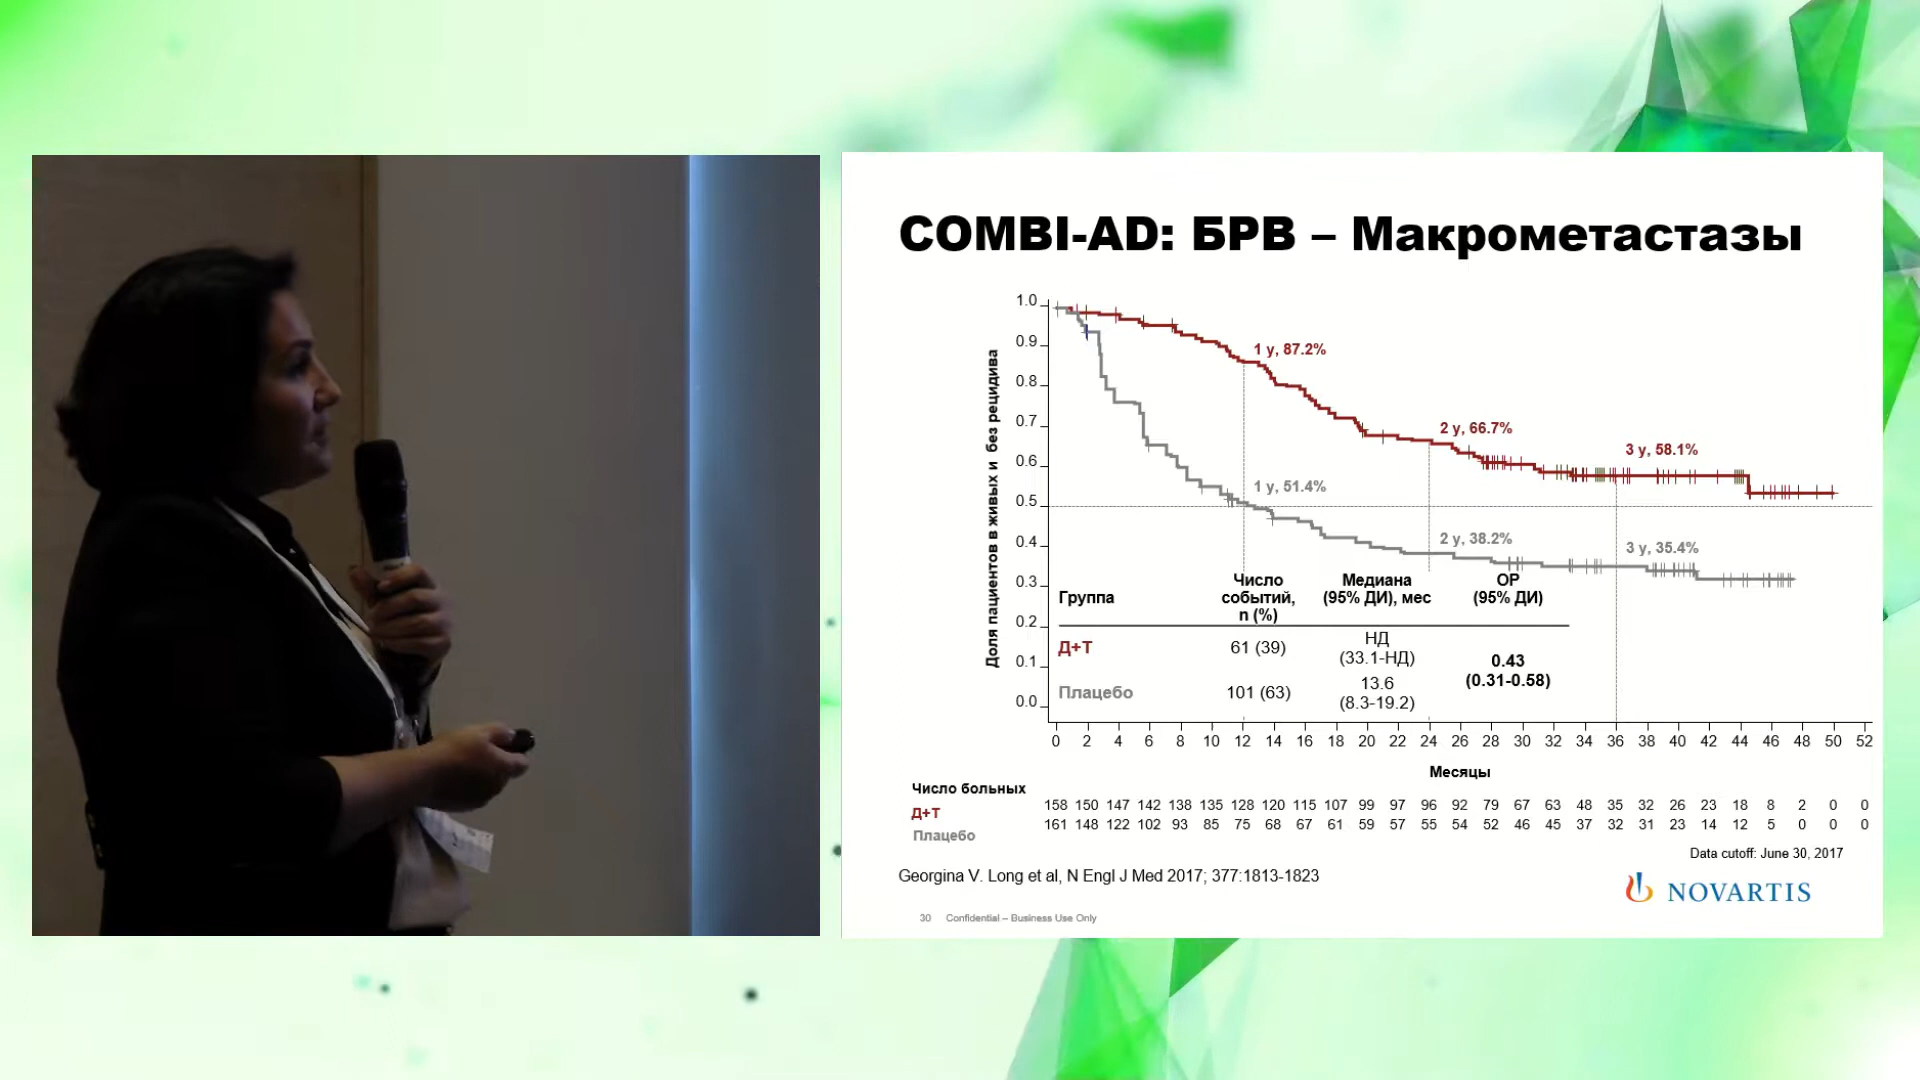 COMBI-AD: БРВ – Макрометастазы
Доля пациентов в живых и без рецидива
1.0
0.9
0.8
0.7
0.6
0.5
0.4
0.3
0.2
0.1
0.0
1 y, 87.2%
2 y, 66.7%
3 y, 58.1%
1 y, 51.4%
2 y, 38.2%
3 y, 35.4%
Группа
Число событий, n (%)
Медиана (95% ДИ), мес
ОР (95% ДИ)
Д+Т
61 (39)
НД (33.1-НД)
0.43 (0.31-0.58)
Плацебо
101 (63)
13.6 (8.3-19.2)
0 2 4 6 8 10 12 14 16 18 20 22 24 26 28 30 32 34 36 38 40 42 44 46 48 50 52
Месяцы
Число больных
Д+Т 158 150 147 142 138 135 128 120 115 107 99 97 96 92 79 67 63 48 35 32 26 23 18 8 2 0 0
Плацебо 161 148 122 102 93 85 75 68 67 61 59 57 55 54 52 46 45 37 32 31 23 14 12 5 0 0 0
Data cutoff: June 30, 2017
Georgina V. Long et al, N Engl J Med 2017; 377:1813-1823
NOVARTIS
30 Confidential – Business Use Only